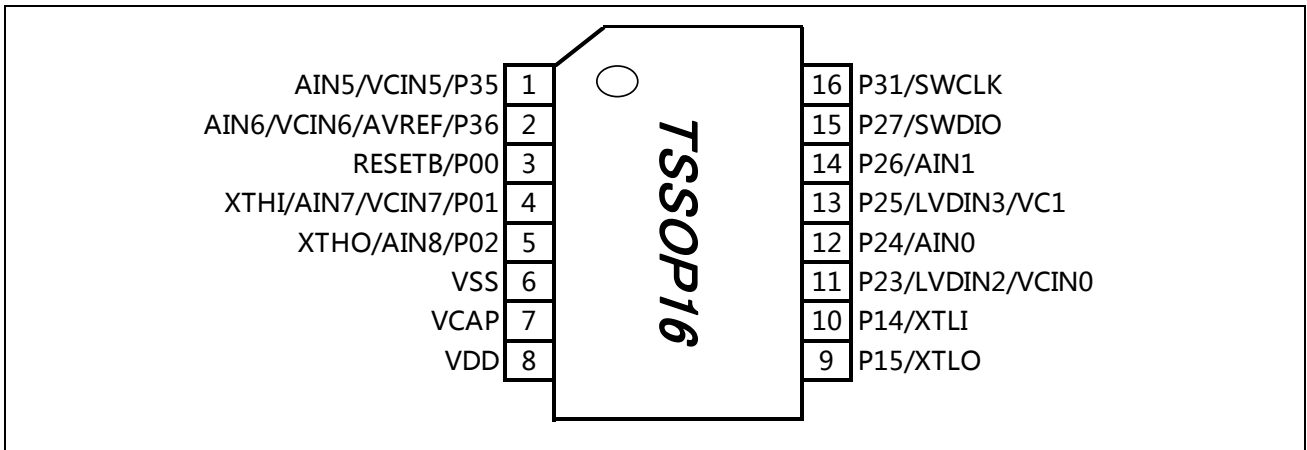 AIN5/VCIN5/P35 1 16 P31/SWCLK
AIN6/VCIN6/AVREF/P36 2 15 P27/SWDIO
RESETB/P00 3 14 P26/AIN1
XTHI/AIN7/VCIN7/P01 4 13 P25/LVDIN3/VC1
XTHO/AIN8/P02 5 12 P24/AIN0
VSS 6 11 P23/LVDIN2/VCIN0
VCAP 7 10 P14/XTLI
VDD 8 9 P15/XTLO
TSSOP16